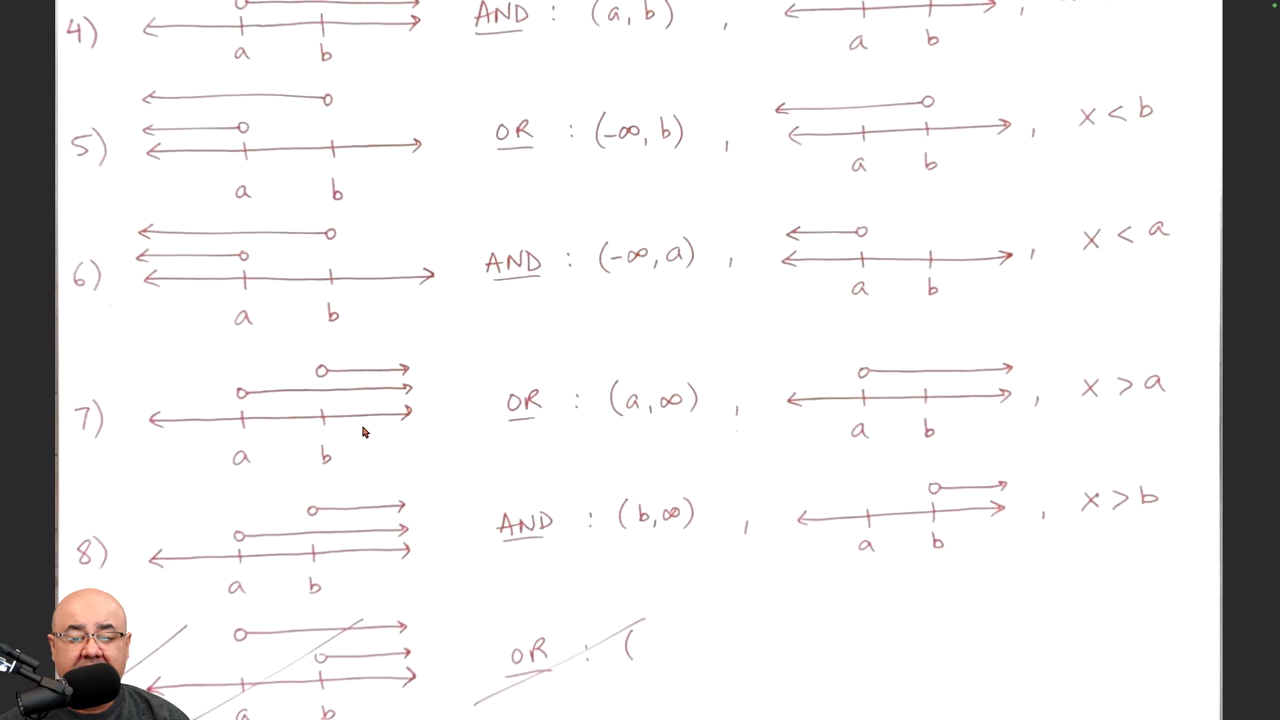 4) AND : (a, b) ,
a b a b
5) OR : (-∞, b) , , x < b
a b a b
6) AND : (-∞, a) , , x < a
a b a b
7) OR : (a, ∞) , , x > a
a b a b
8) AND : (b, ∞) , , x > b
a b a b
OR : (
a b